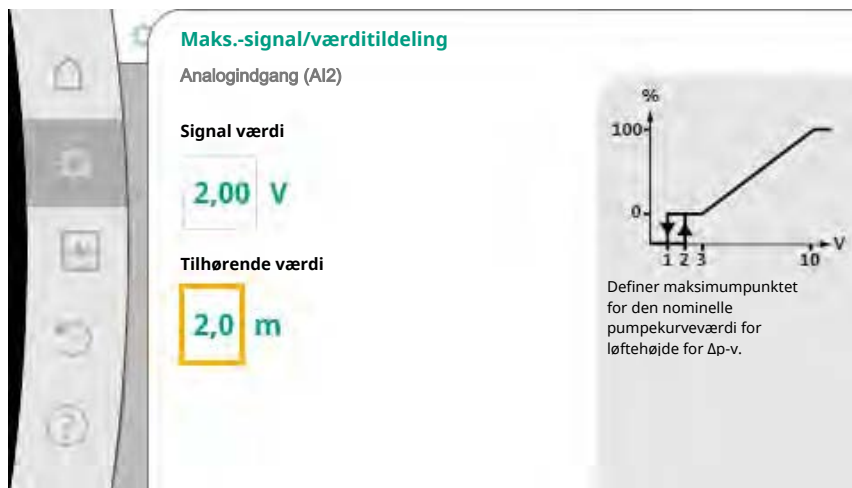 Maks.-signal/værditildeling
Analogindgang (AI2)
Signal værdi
2,00 V
Tilhørende værdi
2,0 m
%
100
0
1 2 3 10 V
Definer maksimumpunktet
for den nominelle
pumpekurveværdi for
løftehøjde for Δp-v.
?